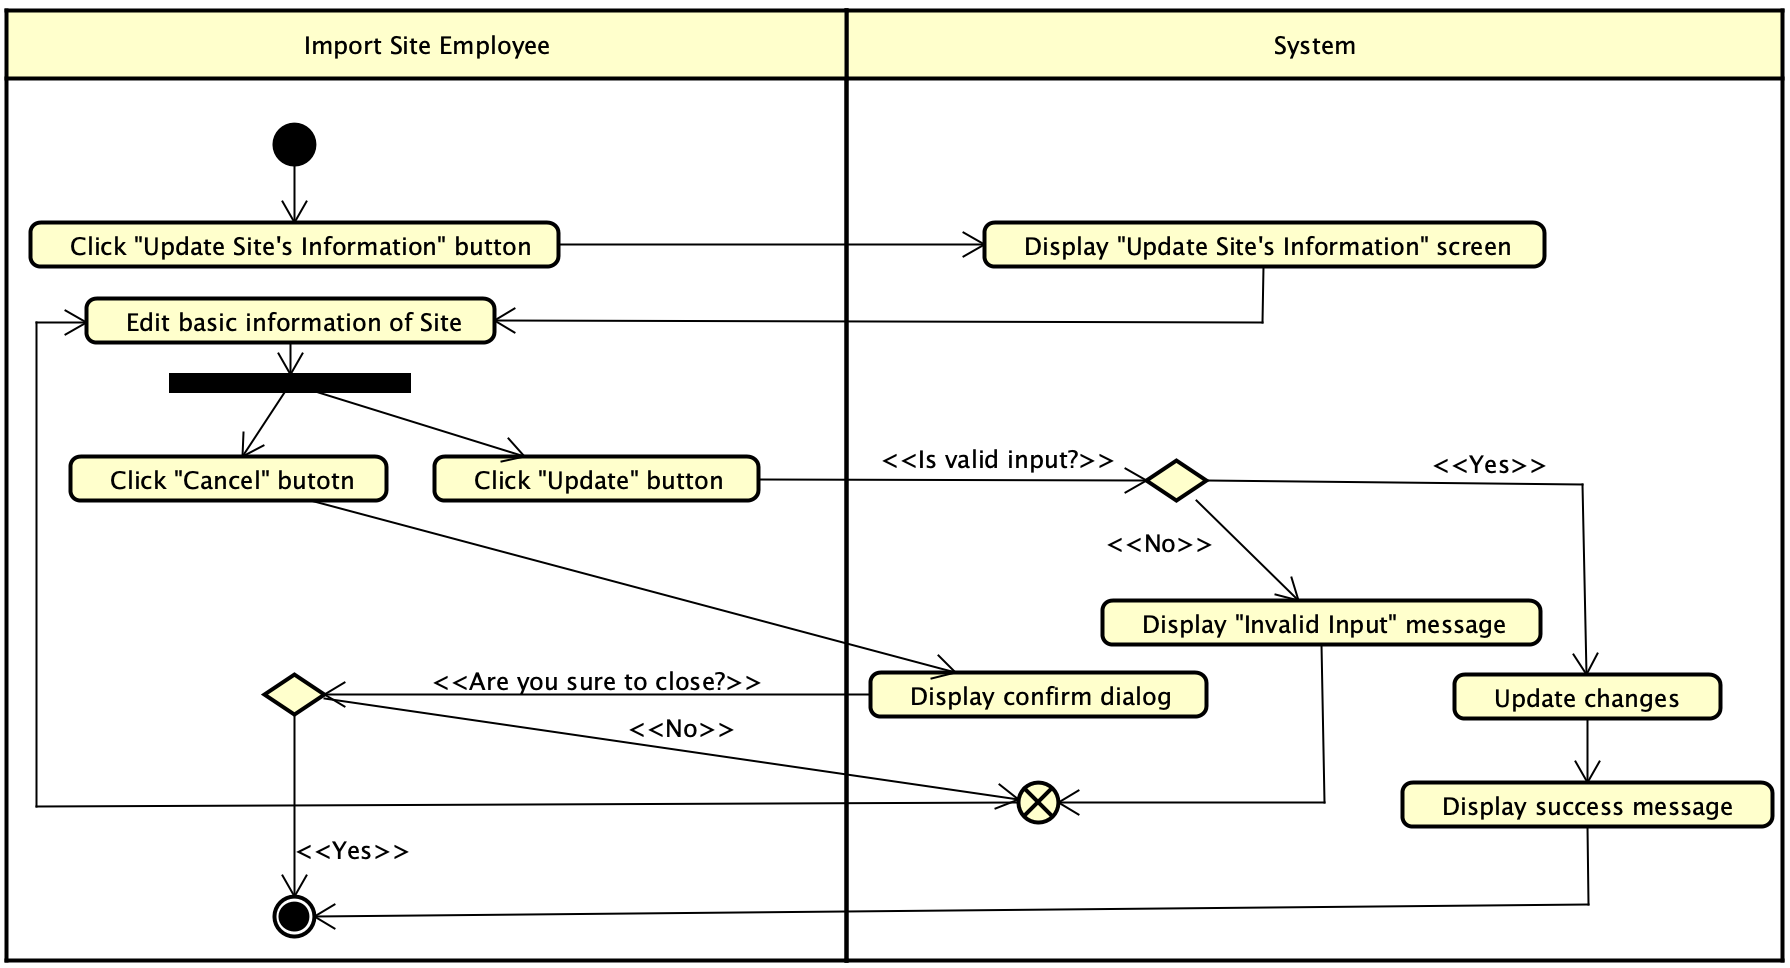 Import Site Employee
System
Click "Update Site's Information" button
Display "Update Site's Information" screen
Edit basic information of Site
Click "Cancel" butotn
Click "Update" button
<<Is valid input?>>
<<Yes>>
<<No>>
Display "Invalid Input" message
<<Are you sure to close?>>
Display confirm dialog
Update changes
<<No>>
Display success message
<<Yes>>